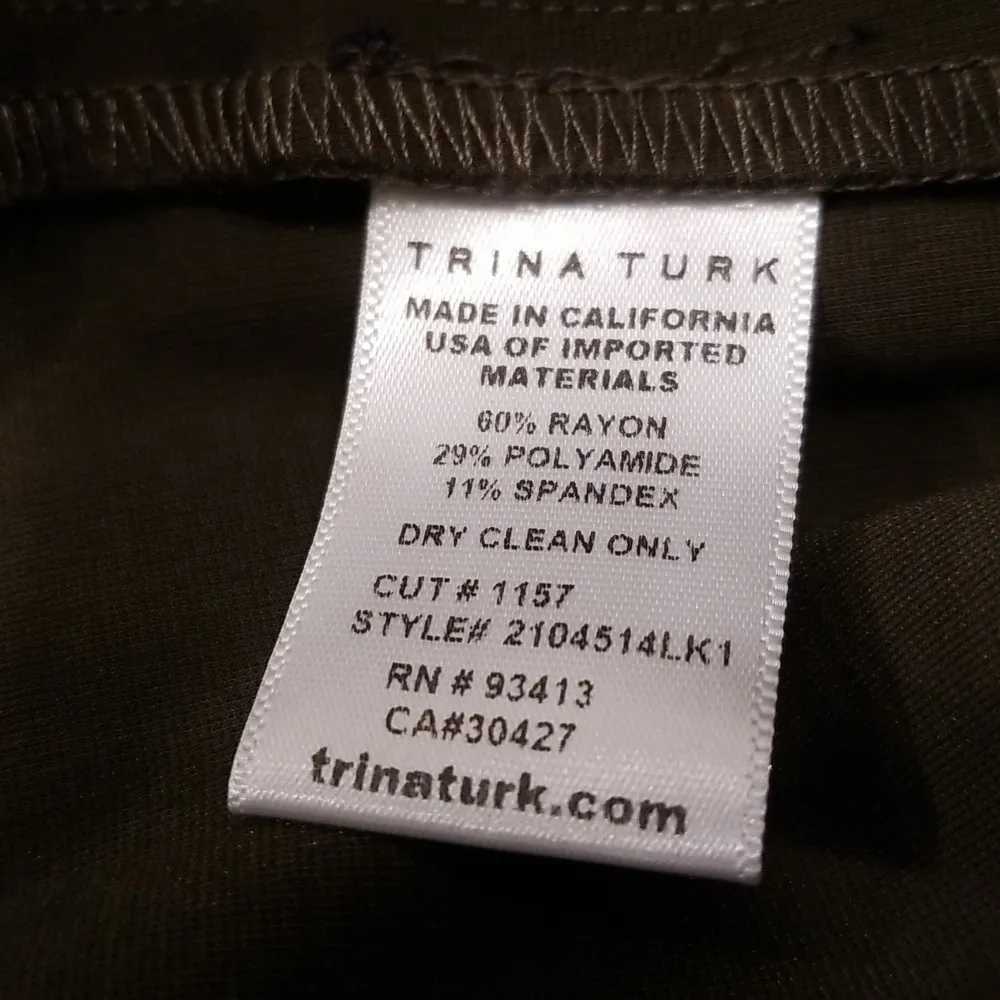 TRINA TURK
MADE IN CALIFORNIA
USA OF IMPORTED
MATERIALS
60% RAYON
29% POLYAMIDE
11% SPANDEX
DRY CLEAN ONLY
CUT # 1157
STYLE# 2104514LK1
RN # 93413
CA#30427
trinaturk.com